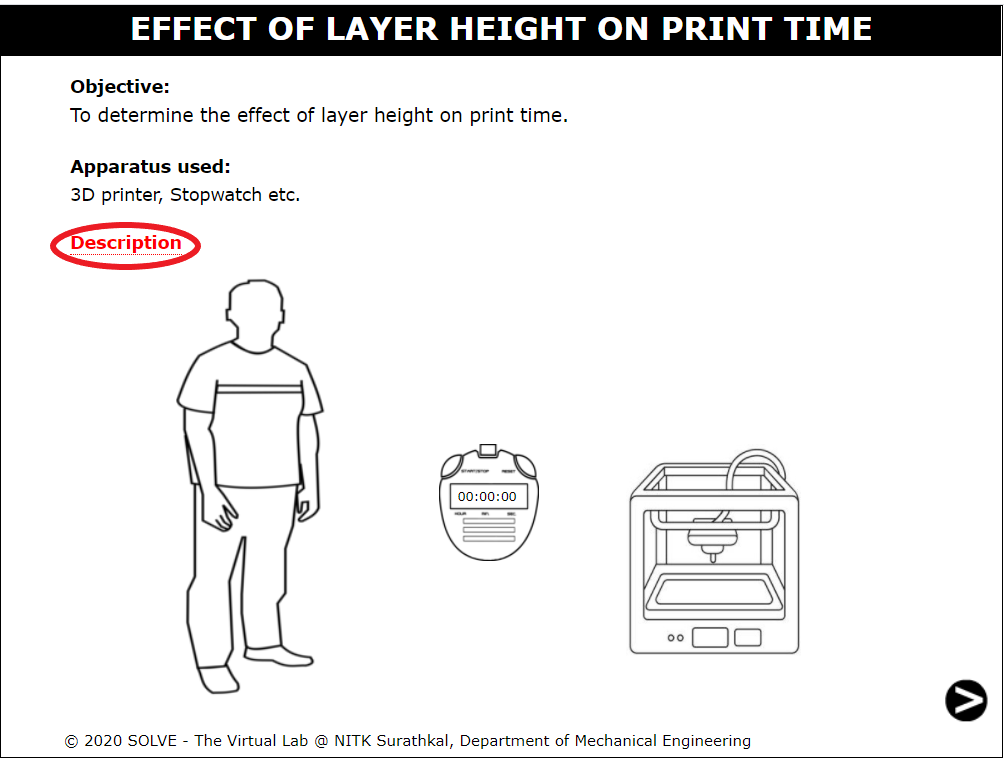 EFFECT OF LAYER HEIGHT ON PRINT TIME
Objective:
To determine the effect of layer height on print time.
Apparatus used:
3D printer, Stopwatch etc.
Description
START/STOP RESET
00:00:00
HOUR MIN. SEC.
© 2020 SOLVE - The Virtual Lab @ NITK Surathkal, Department of Mechanical Engineering